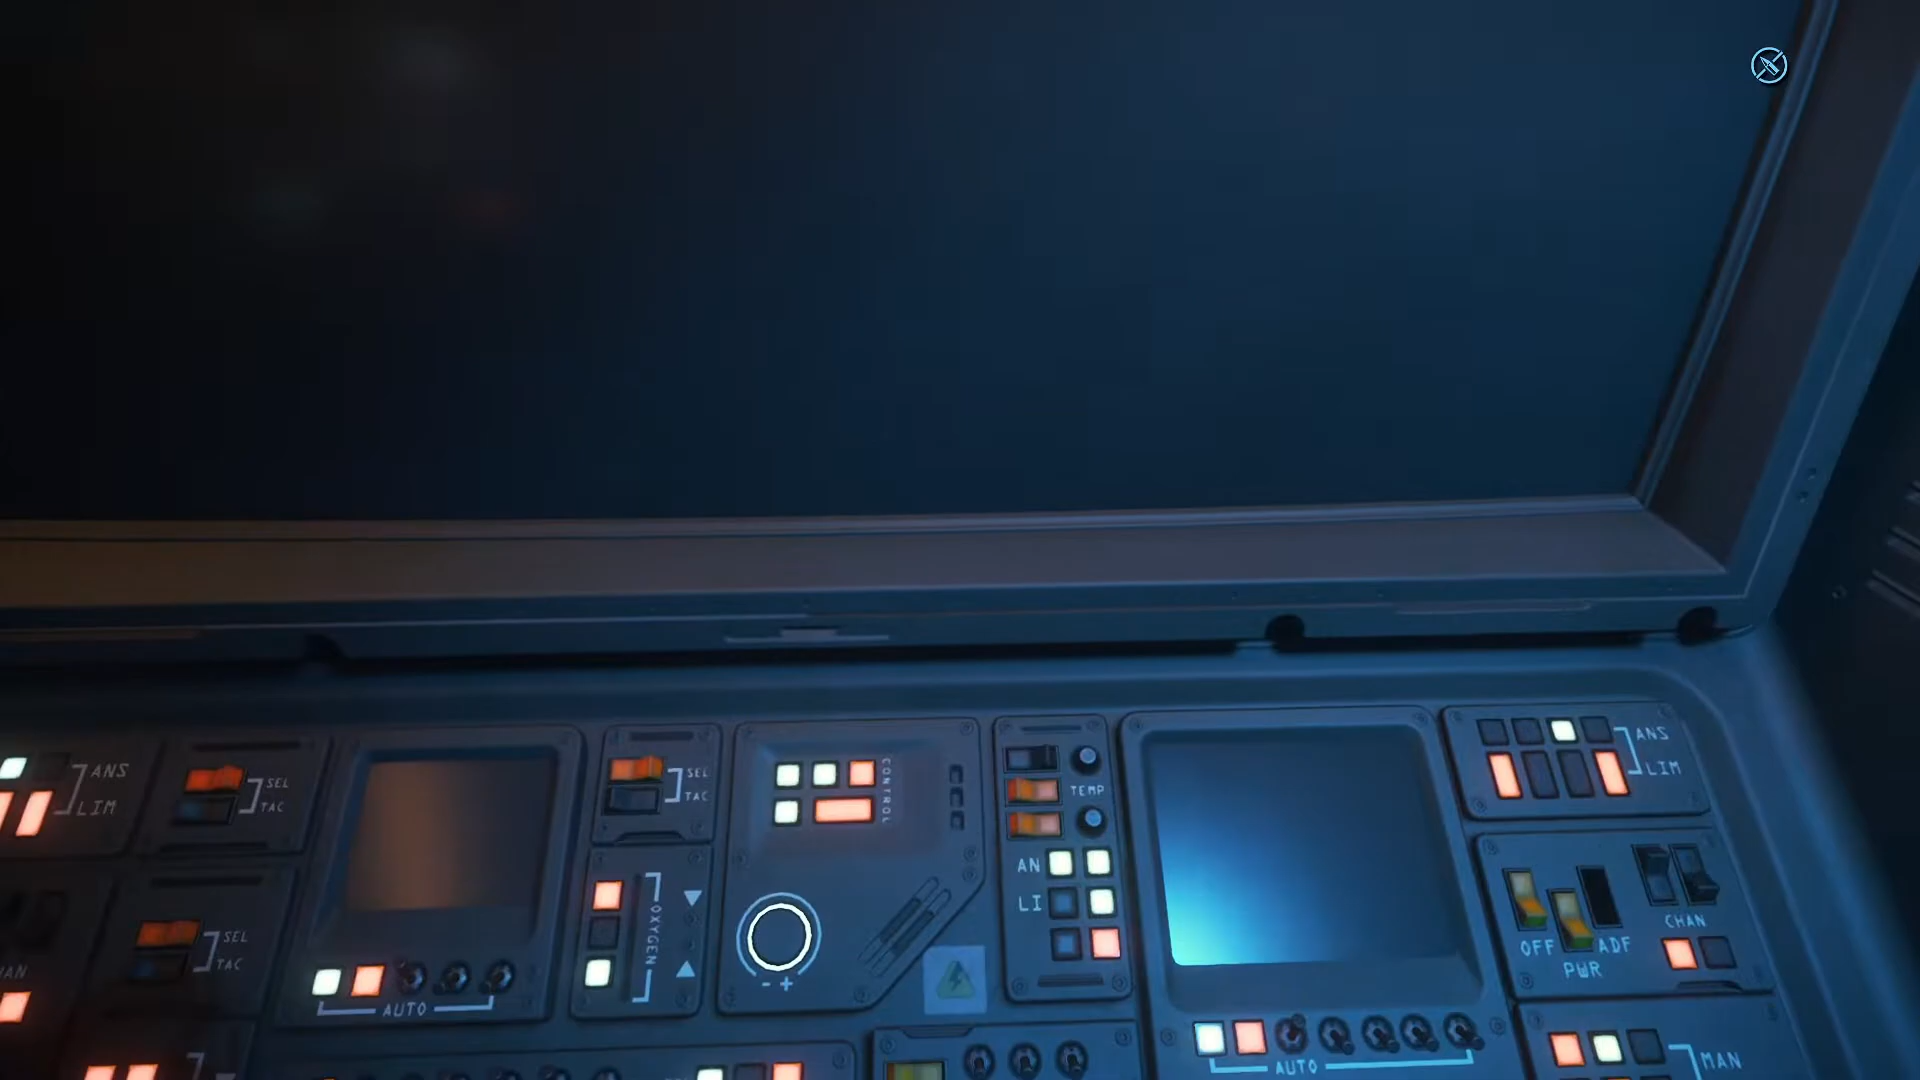 ANS
LIM
SEL
TAC
SEL
TAC
AUTO
SEL
TAC
OXYGEN
CONTROL
- +
TEMP
AN
LI
AUTO
ANS
LIM
OFF ADF
PWR
CHAN
MAN